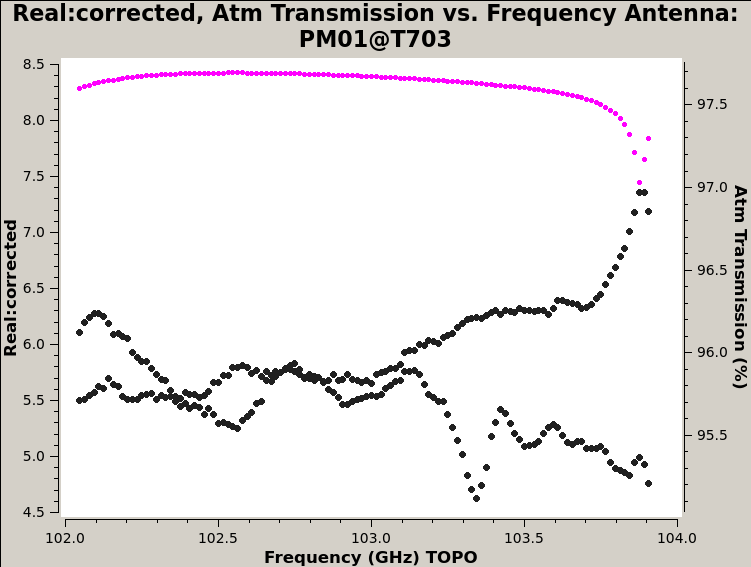 Real:corrected, Atm Transmission vs. Frequency Antenna:
PM01@T703
8.5
8.0
7.5
7.0
6.5
6.0
5.5
5.0
4.5
Real:corrected
97.5
97.0
96.5
96.0
95.5
Atm Transmission (%)
102.0 102.5 103.0 103.5 104.0
Frequency (GHz) TOPO